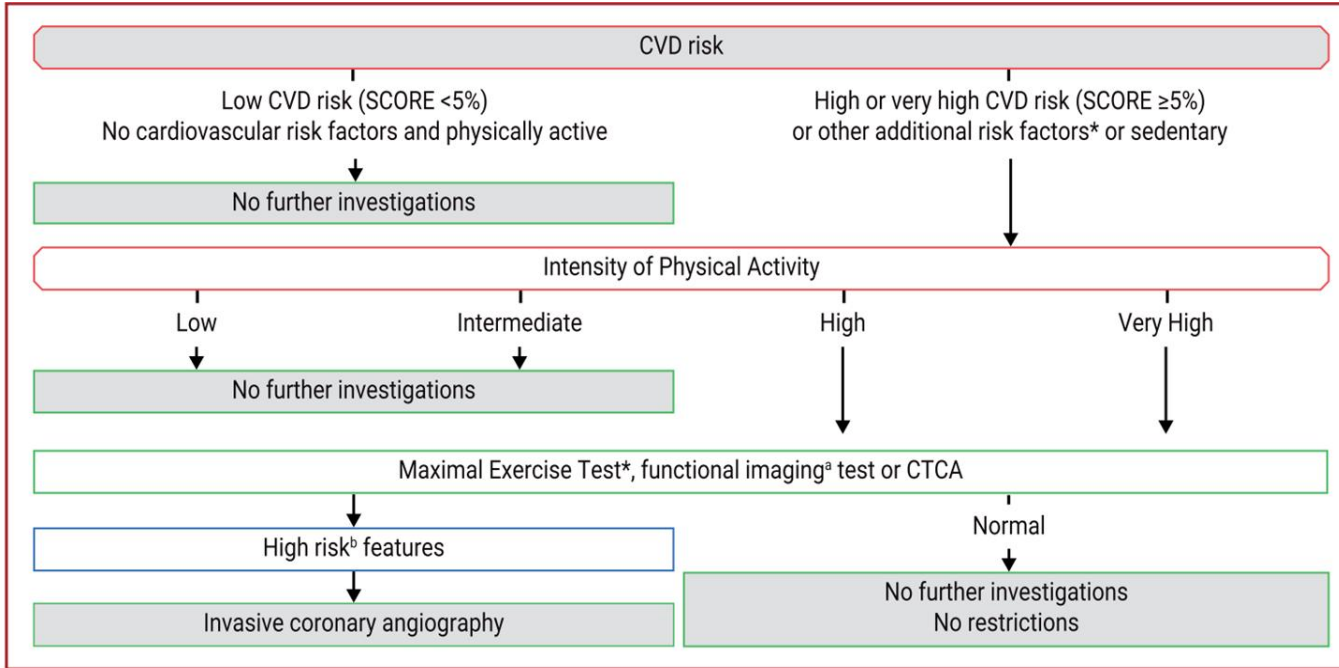 CVD risk
Low CVD risk (SCORE <5%)
No cardiovascular risk factors and physically active
High or very high CVD risk (SCORE ≥5%)
or other additional risk factors* or sedentary
No further investigations
Intensity of Physical Activity
Low
Intermediate
High
Very High
No further investigations
Maximal Exercise Test*, functional imagingᵃ test or CTCA
High riskᵇ features
Normal
Invasive coronary angiography
No further investigations
No restrictions